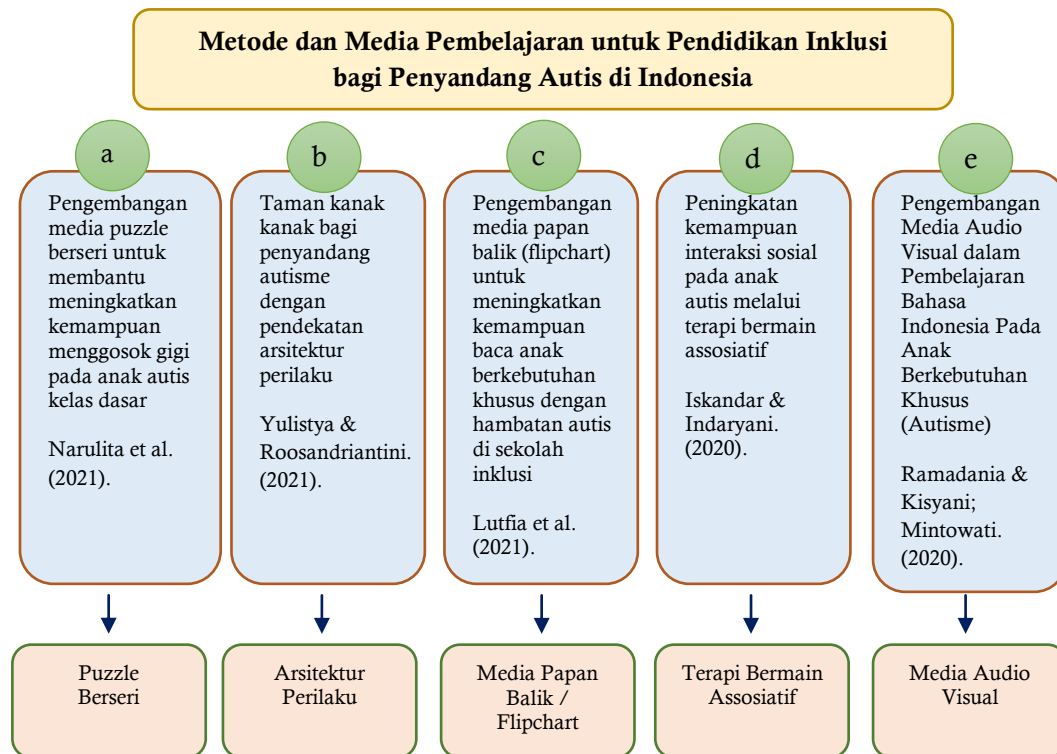 Metode dan Media Pembelajaran untuk Pendidikan Inklusi
bagi Penyandang Autis di Indonesia
a
Pengembangan
media puzzle
berseri untuk
membantu
meningkatkan
kemampuan
menggosok gigi
pada anak autis
kelas dasar
Narulita et al.
(2021).
b
Taman kanak
kanak bagi
penyandang
autisme
dengan
pendekatan
arsitektur
perilaku
Yulistya &
Roosandriantini.
(2021).
c
Pengembangan
media papan
balik (flipchart)
untuk
meningkatkan
kemampuan
baca anak
berkebutuhan
khusus dengan
hambatan autis
di sekolah
inklusi
Lutfia et al.
(2021).
d
Peningkatan
kemampuan
interaksi sosial
pada anak
autis melalui
terapi bermain
assosiatif
Iskandar &
Indaryani.
(2020).
e
Pengembangan
Media Audio
Visual dalam
Pembelajaran
Bahasa
Indonesia Pada
Anak
Berkebutuhan
Khusus
(Autisme)
Ramadania &
Kisyani;
Mintowati.
(2020).
Puzzle
Berseri
Arsitektur
Perilaku
Media Papan
Balik /
Flipchart
Terapi Bermain
Assosiatif
Media Audio
Visual